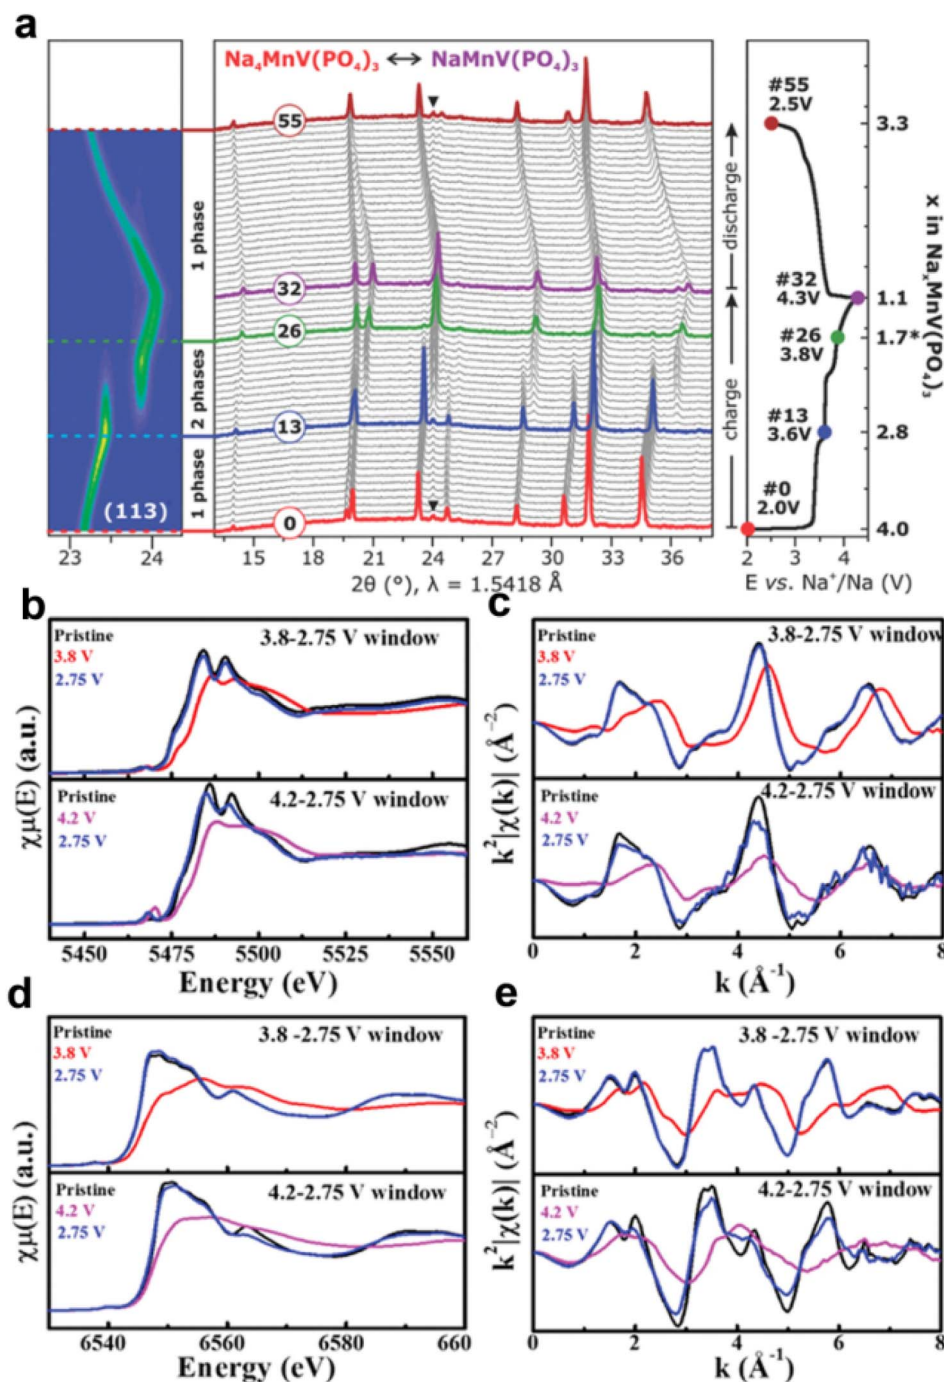 a
Na₄MnV(PO₄)₃ ↔ NaMnV(PO₄)₃
55
32
26
13
0
1 phase
2 phases
1 phase
(113)
23
24
13 15 18 21 24 27 30 33 36
2θ (°), λ = 1.5418 Å
discharge
charge
#55
2.5V
#32
4.3V
#26
3.8V
#13
3.6V
#0
2.0V
3.3
1.1
1.7*
2.8
4.0
x in NaₓMnV(PO₄)₃
2 3 4
E vs. Na⁺/Na (V)
b
Pristine
3.8 V
2.75 V
3.8-2.75 V window
Pristine
4.2 V
2.75 V
4.2-2.75 V window
χμ(E) (a.u.)
5450 5475 5500 5525 5550
Energy (eV)
c
Pristine
3.8 V
2.75 V
3.8-2.75 V window
Pristine
4.2 V
2.75 V
4.2-2.75 V window
k²|χ(k)| (Å⁻²)
0 2 4 6 8
k (Å⁻¹)
d
Pristine
3.8 V
2.75 V
3.8 -2.75 V window
Pristine
4.2 V
2.75 V
4.2-2.75 V window
χμ(E) (a.u.)
6540 6560 6580 660
Energy (eV)
e
Pristine
3.8 V
2.75 V
3.8 -2.75 V window
Pristine
4.2 V
2.75 V
4.2-2.75 V window
k²|χ(k)| (Å⁻²)
0 2 4 6 8
k (Å⁻¹)